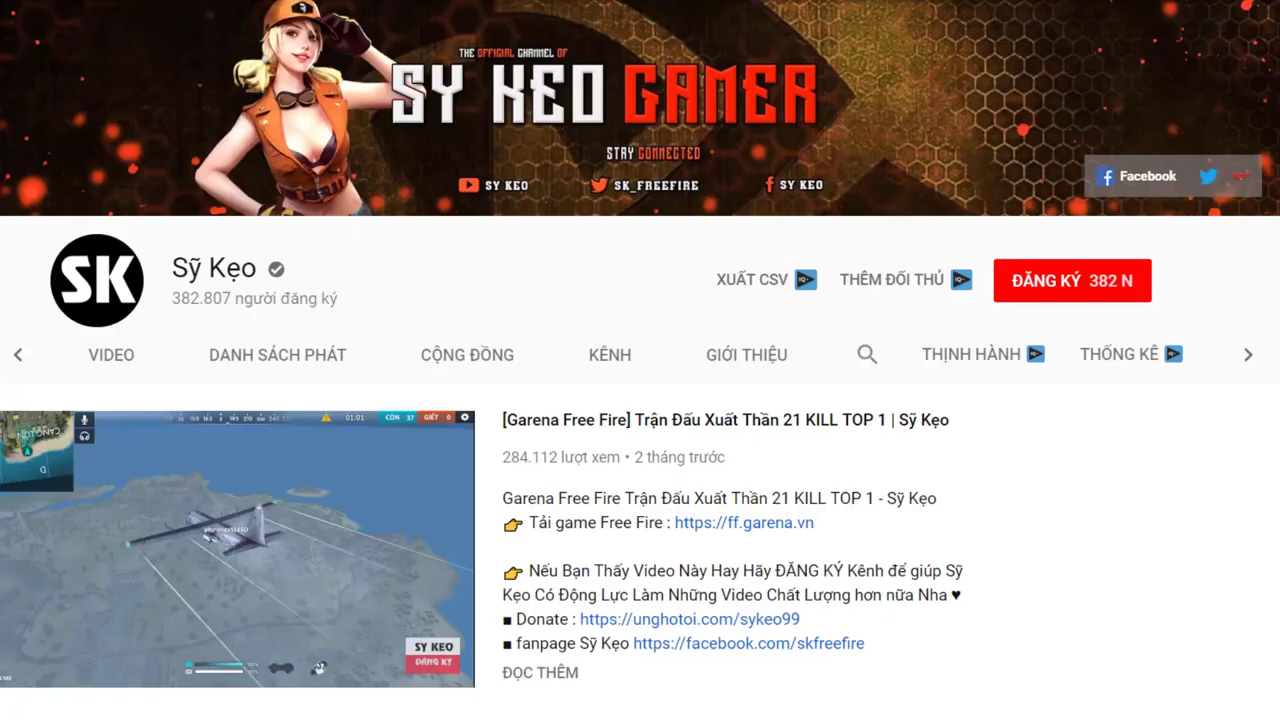 THE OFFICIAL CHANNEL OF
SY KEO GAMER
STAY CONNECTED
SY KEO
SK_FREEFIRE
SY KEO
Facebook
SK
Sỹ Kẹo
382.807 người đăng ký
XUẤT CSV
THÊM ĐỐI THỦ
ĐĂNG KÝ 382 N
VIDEO
DANH SÁCH PHÁT
CỘNG ĐỒNG
KÊNH
GIỚI THIỆU
THỊNH HÀNH
THỐNG KÊ
01:01
CÒN 37
GIẾT 0
SY KEO
ĐĂNG KÝ
[Garena Free Fire] Trận Đấu Xuất Thần 21 KILL TOP 1 | Sỹ Kẹo
284.112 lượt xem • 2 tháng trước
Garena Free Fire Trận Đấu Xuất Thần 21 KILL TOP 1 - Sỹ Kẹo
👉 Tải game Free Fire : https://ff.garena.vn
👉 Nếu Bạn Thấy Video Này Hay Hãy ĐĂNG KÝ Kênh để giúp Sỹ
Kẹo Có Động Lực Làm Những Video Chất Lượng hơn nữa Nha ♥
■ Donate : https://unghotoi.com/sykeo99
■ fanpage Sỹ Kẹo https://facebook.com/skfreefire
ĐỌC THÊM